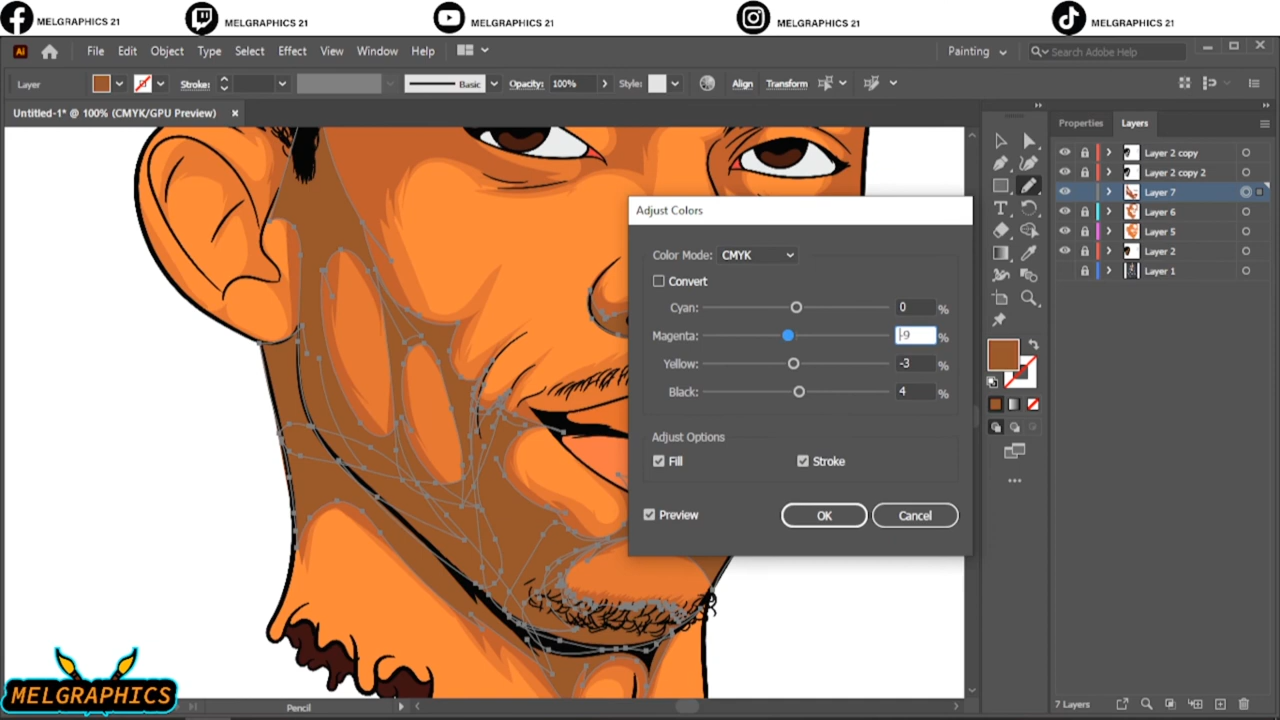 MELGRAPHICS 21
MELGRAPHICS 21
MELGRAPHICS 21
MELGRAPHICS 21
MELGRAPHICS 21
Ai
File Edit Object Type Select Effect View Window Help
Painting
Search Adobe Help
Layer
Stroke:
Basic
Opacity: 100%
Style:
Align
Transform
Untitled-1* @ 100% (CMYK/GPU Preview) ×
Properties
Layers
Layer 2 copy
Layer 2 copy 2
Layer 7
Layer 6
Layer 5
Layer 2
Layer 1
Adjust Colors
Color Mode: CMYK
Convert
Cyan: 0 %
Magenta: -9 %
Yellow: -3 %
Black: 4 %
Adjust Options
Fill
Stroke
Preview
OK
Cancel
MELGRAPHICS
Pencil
7 Layers